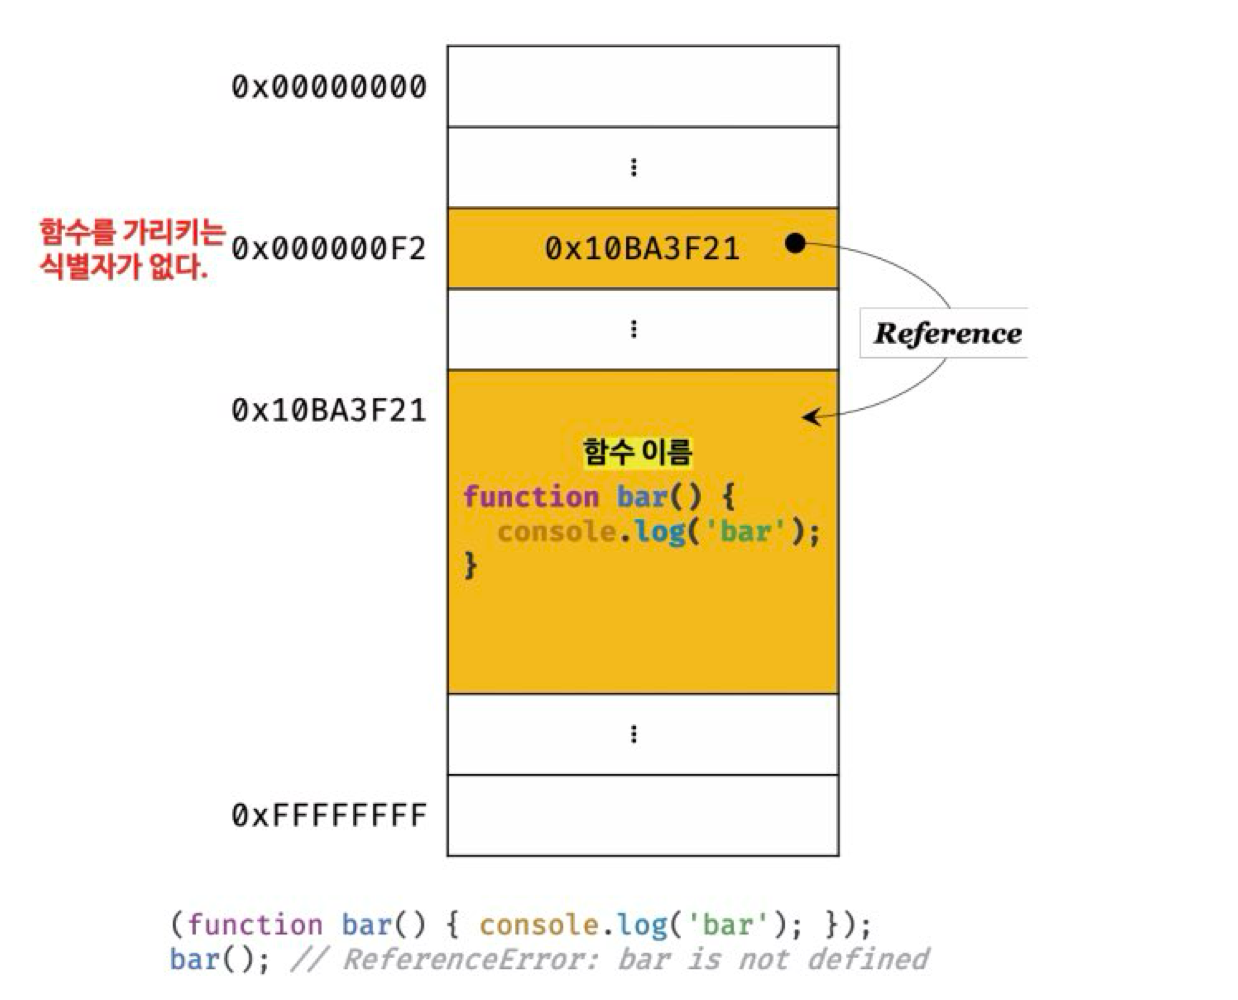 0x00000000
⋮
함수를 가리키는
식별자가 없다.
0x000000F2
0x10BA3F21
⋮
Reference
0x10BA3F21
함수 이름
function bar() {
  console.log('bar');
}
⋮
0xFFFFFFFF
(function bar() { console.log('bar'); });
bar(); // ReferenceError: bar is not defined